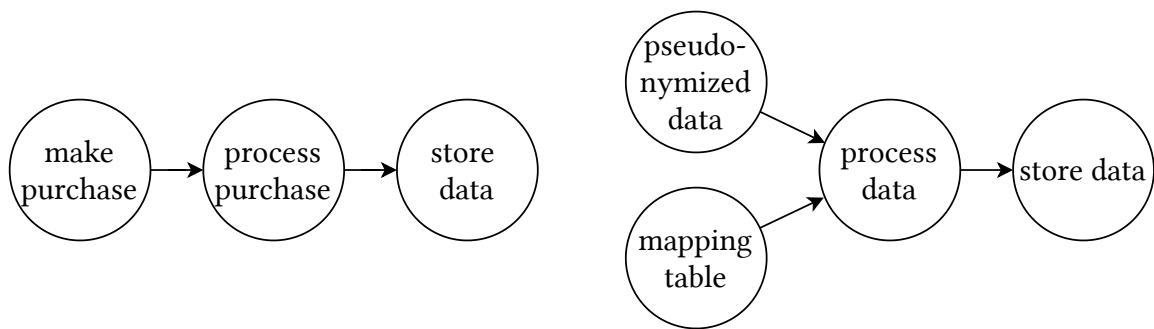 make
purchase
process
purchase
store
data
pseudo-
nymized
data
mapping
table
process
data
store data